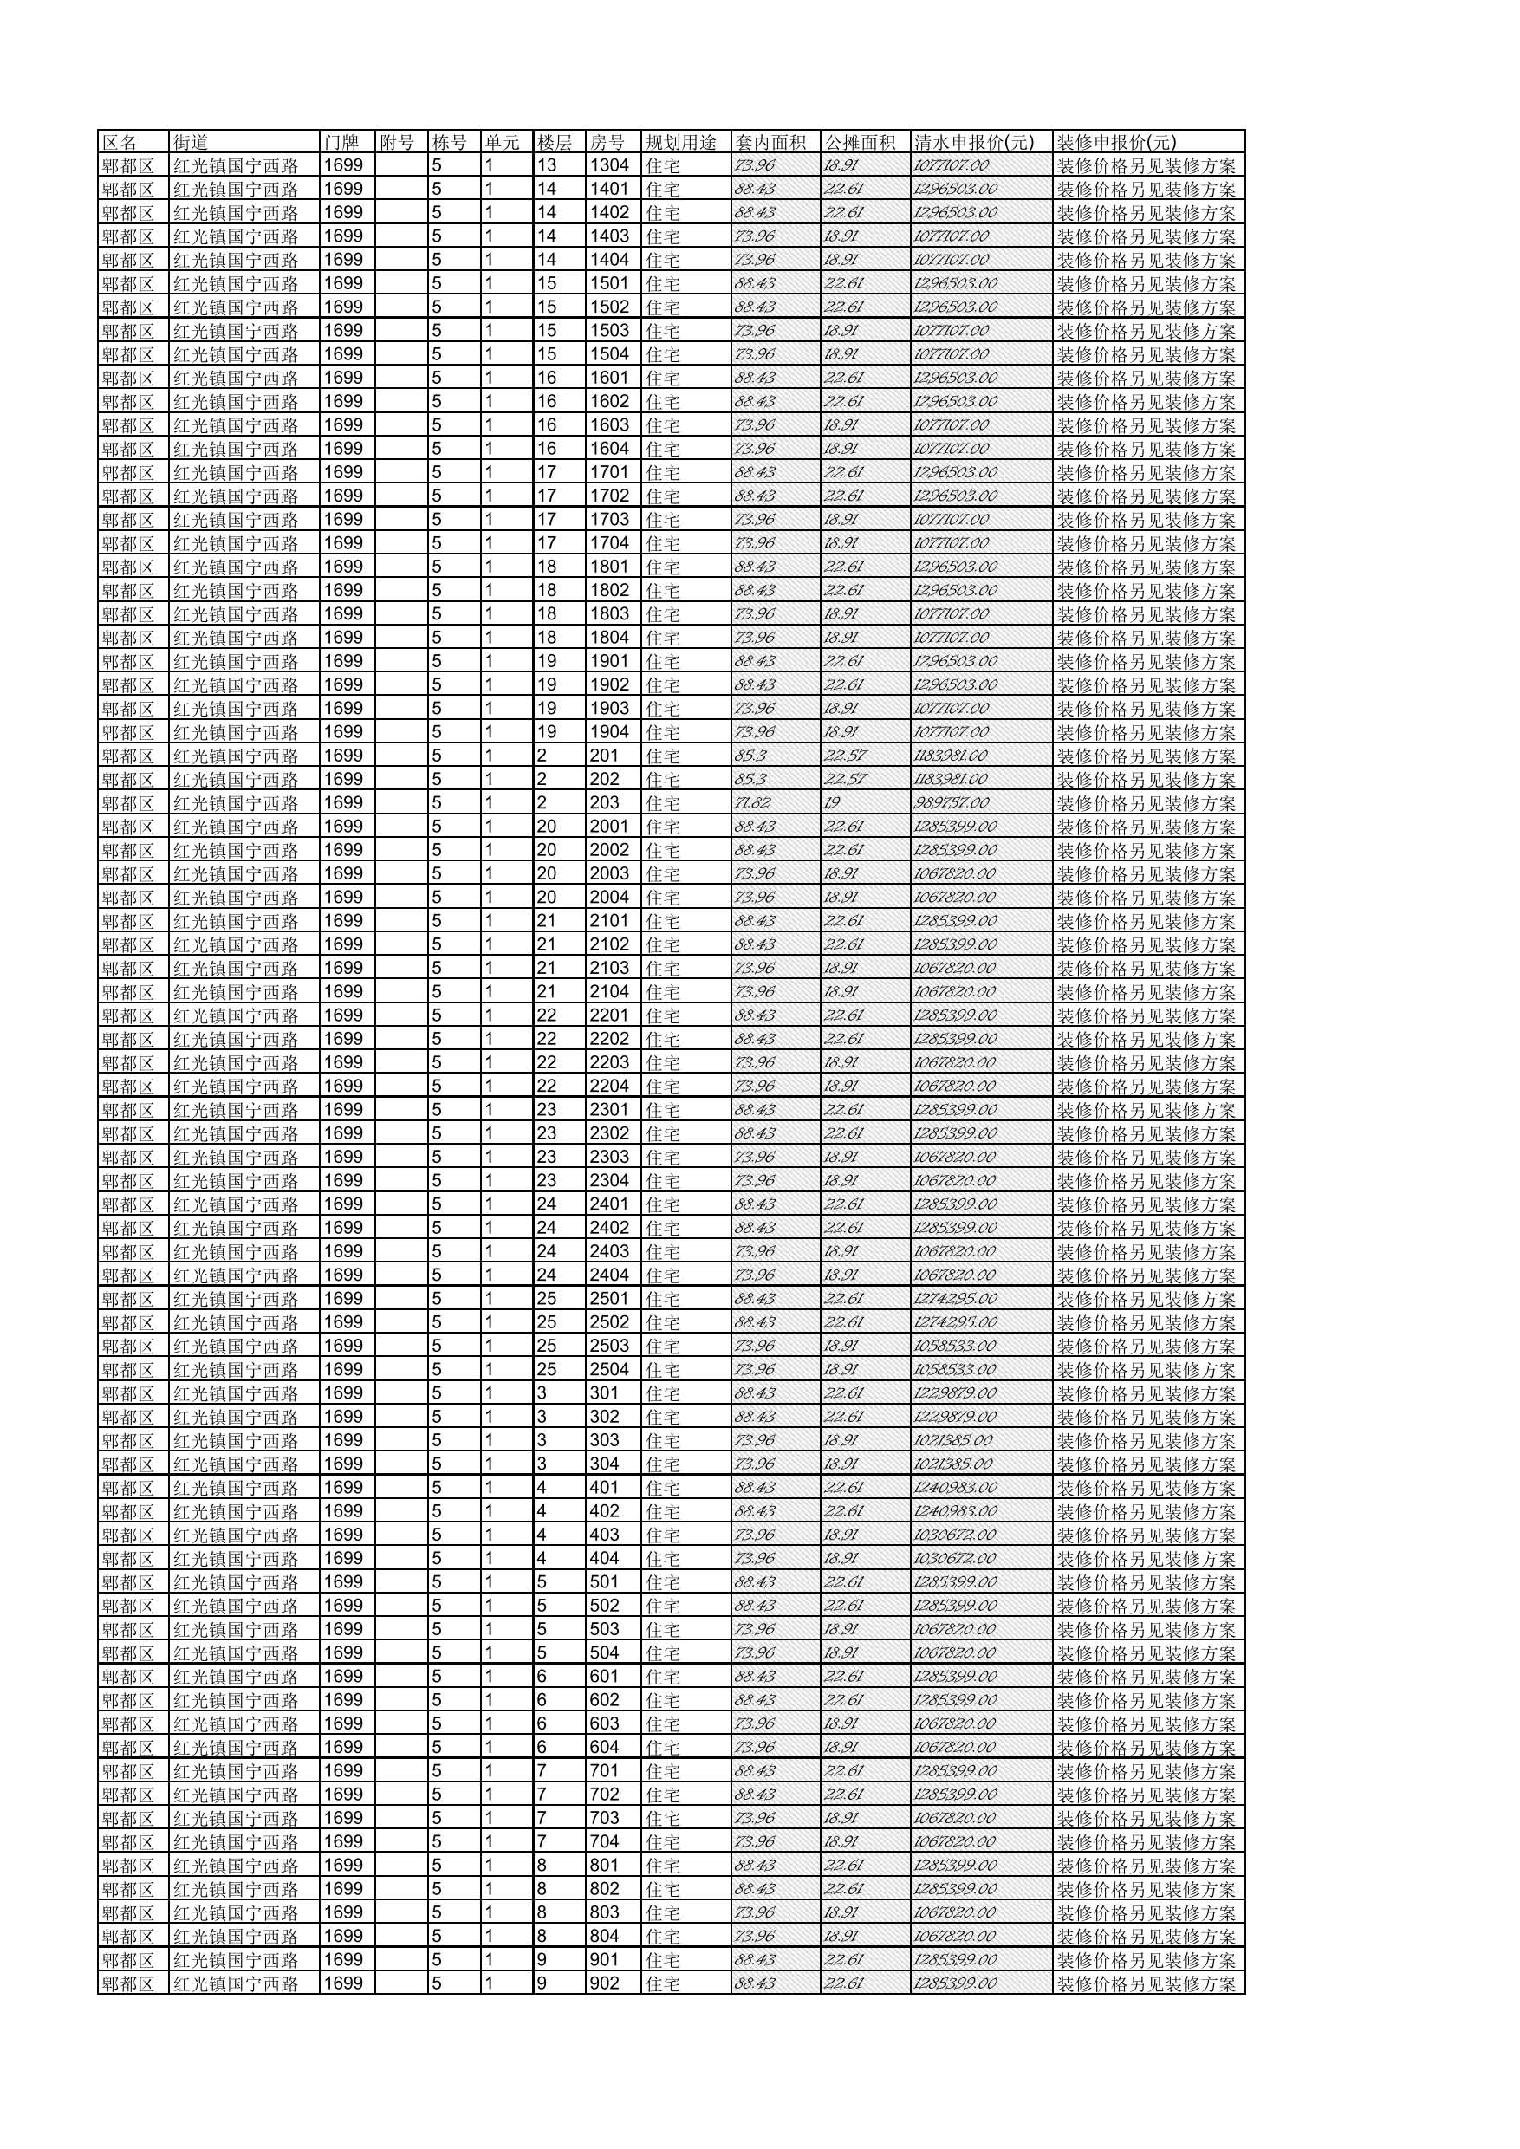 区名 街道 门牌 附号 栋号 单元 楼层 房号 规划用途 套内面积 公摊面积 清水申报价(元) 装修申报价(元)
郫都区 红光镇国宁西路 1699 5 1 13 1304 住宅 73.96 18.91 1077107.00 装修价格另见装修方案
郫都区 红光镇国宁西路 1699 5 1 14 1401 住宅 88.43 22.61 1296503.00 装修价格另见装修方案
郫都区 红光镇国宁西路 1699 5 1 14 1402 住宅 88.43 22.61 1296503.00 装修价格另见装修方案
郫都区 红光镇国宁西路 1699 5 1 14 1403 住宅 73.96 18.91 1077107.00 装修价格另见装修方案
郫都区 红光镇国宁西路 1699 5 1 14 1404 住宅 73.96 18.91 1077107.00 装修价格另见装修方案
郫都区 红光镇国宁西路 1699 5 1 15 1501 住宅 88.43 22.61 1296503.00 装修价格另见装修方案
郫都区 红光镇国宁西路 1699 5 1 15 1502 住宅 88.43 22.61 1296503.00 装修价格另见装修方案
郫都区 红光镇国宁西路 1699 5 1 15 1503 住宅 73.96 18.91 1077107.00 装修价格另见装修方案
郫都区 红光镇国宁西路 1699 5 1 15 1504 住宅 73.96 18.91 1077107.00 装修价格另见装修方案
郫都区 红光镇国宁西路 1699 5 1 16 1601 住宅 88.43 22.61 1296503.00 装修价格另见装修方案
郫都区 红光镇国宁西路 1699 5 1 16 1602 住宅 88.43 22.61 1296503.00 装修价格另见装修方案
郫都区 红光镇国宁西路 1699 5 1 16 1603 住宅 73.96 18.91 1077107.00 装修价格另见装修方案
郫都区 红光镇国宁西路 1699 5 1 16 1604 住宅 73.96 18.91 1077107.00 装修价格另见装修方案
郫都区 红光镇国宁西路 1699 5 1 17 1701 住宅 88.43 22.61 1296503.00 装修价格另见装修方案
郫都区 红光镇国宁西路 1699 5 1 17 1702 住宅 88.43 22.61 1296503.00 装修价格另见装修方案
郫都区 红光镇国宁西路 1699 5 1 17 1703 住宅 73.96 18.91 1077107.00 装修价格另见装修方案
郫都区 红光镇国宁西路 1699 5 1 17 1704 住宅 73.96 18.91 1077107.00 装修价格另见装修方案
郫都区 红光镇国宁西路 1699 5 1 18 1801 住宅 88.43 22.61 1296503.00 装修价格另见装修方案
郫都区 红光镇国宁西路 1699 5 1 18 1802 住宅 88.43 22.61 1296503.00 装修价格另见装修方案
郫都区 红光镇国宁西路 1699 5 1 18 1803 住宅 73.96 18.91 1077107.00 装修价格另见装修方案
郫都区 红光镇国宁西路 1699 5 1 18 1804 住宅 73.96 18.91 1077107.00 装修价格另见装修方案
郫都区 红光镇国宁西路 1699 5 1 19 1901 住宅 88.43 22.61 1296503.00 装修价格另见装修方案
郫都区 红光镇国宁西路 1699 5 1 19 1902 住宅 88.43 22.61 1296503.00 装修价格另见装修方案
郫都区 红光镇国宁西路 1699 5 1 19 1903 住宅 73.96 18.91 1077107.00 装修价格另见装修方案
郫都区 红光镇国宁西路 1699 5 1 19 1904 住宅 73.96 18.91 1077107.00 装修价格另见装修方案
郫都区 红光镇国宁西路 1699 5 1 2 201 住宅 85.3 22.57 1183981.00 装修价格另见装修方案
郫都区 红光镇国宁西路 1699 5 1 2 202 住宅 85.3 22.57 1183981.00 装修价格另见装修方案
郫都区 红光镇国宁西路 1699 5 1 2 203 住宅 71.82 19 989757.00 装修价格另见装修方案
郫都区 红光镇国宁西路 1699 5 1 20 2001 住宅 88.43 22.61 1285399.00 装修价格另见装修方案
郫都区 红光镇国宁西路 1699 5 1 20 2002 住宅 88.43 22.61 1285399.00 装修价格另见装修方案
郫都区 红光镇国宁西路 1699 5 1 20 2003 住宅 73.96 18.91 1067820.00 装修价格另见装修方案
郫都区 红光镇国宁西路 1699 5 1 20 2004 住宅 73.96 18.91 1067820.00 装修价格另见装修方案
郫都区 红光镇国宁西路 1699 5 1 21 2101 住宅 88.43 22.61 1285399.00 装修价格另见装修方案
郫都区 红光镇国宁西路 1699 5 1 21 2102 住宅 88.43 22.61 1285399.00 装修价格另见装修方案
郫都区 红光镇国宁西路 1699 5 1 21 2103 住宅 73.96 18.91 1067820.00 装修价格另见装修方案
郫都区 红光镇国宁西路 1699 5 1 21 2104 住宅 73.96 18.91 1067820.00 装修价格另见装修方案
郫都区 红光镇国宁西路 1699 5 1 22 2201 住宅 88.43 22.61 1285399.00 装修价格另见装修方案
郫都区 红光镇国宁西路 1699 5 1 22 2202 住宅 88.43 22.61 1285399.00 装修价格另见装修方案
郫都区 红光镇国宁西路 1699 5 1 22 2203 住宅 73.96 18.91 1067820.00 装修价格另见装修方案
郫都区 红光镇国宁西路 1699 5 1 22 2204 住宅 73.96 18.91 1067820.00 装修价格另见装修方案
郫都区 红光镇国宁西路 1699 5 1 23 2301 住宅 88.43 22.61 1285399.00 装修价格另见装修方案
郫都区 红光镇国宁西路 1699 5 1 23 2302 住宅 88.43 22.61 1285399.00 装修价格另见装修方案
郫都区 红光镇国宁西路 1699 5 1 23 2303 住宅 73.96 18.91 1067820.00 装修价格另见装修方案
郫都区 红光镇国宁西路 1699 5 1 23 2304 住宅 73.96 18.91 1067820.00 装修价格另见装修方案
郫都区 红光镇国宁西路 1699 5 1 24 2401 住宅 88.43 22.61 1285399.00 装修价格另见装修方案
郫都区 红光镇国宁西路 1699 5 1 24 2402 住宅 88.43 22.61 1285399.00 装修价格另见装修方案
郫都区 红光镇国宁西路 1699 5 1 24 2403 住宅 73.96 18.91 1067820.00 装修价格另见装修方案
郫都区 红光镇国宁西路 1699 5 1 24 2404 住宅 73.96 18.91 1067820.00 装修价格另见装修方案
郫都区 红光镇国宁西路 1699 5 1 25 2501 住宅 88.43 22.61 1274295.00 装修价格另见装修方案
郫都区 红光镇国宁西路 1699 5 1 25 2502 住宅 88.43 22.61 1274295.00 装修价格另见装修方案
郫都区 红光镇国宁西路 1699 5 1 25 2503 住宅 73.96 18.91 1058533.00 装修价格另见装修方案
郫都区 红光镇国宁西路 1699 5 1 25 2504 住宅 73.96 18.91 1058533.00 装修价格另见装修方案
郫都区 红光镇国宁西路 1699 5 1 3 301 住宅 88.43 22.61 1229879.00 装修价格另见装修方案
郫都区 红光镇国宁西路 1699 5 1 3 302 住宅 88.43 22.61 1229879.00 装修价格另见装修方案
郫都区 红光镇国宁西路 1699 5 1 3 303 住宅 73.96 18.91 1021385.00 装修价格另见装修方案
郫都区 红光镇国宁西路 1699 5 1 3 304 住宅 73.96 18.91 1021385.00 装修价格另见装修方案
郫都区 红光镇国宁西路 1699 5 1 4 401 住宅 88.43 22.61 1240983.00 装修价格另见装修方案
郫都区 红光镇国宁西路 1699 5 1 4 402 住宅 88.43 22.61 1240983.00 装修价格另见装修方案
郫都区 红光镇国宁西路 1699 5 1 4 403 住宅 73.96 18.91 1030672.00 装修价格另见装修方案
郫都区 红光镇国宁西路 1699 5 1 4 404 住宅 73.96 18.91 1030672.00 装修价格另见装修方案
郫都区 红光镇国宁西路 1699 5 1 5 501 住宅 88.43 22.61 1285399.00 装修价格另见装修方案
郫都区 红光镇国宁西路 1699 5 1 5 502 住宅 88.43 22.61 1285399.00 装修价格另见装修方案
郫都区 红光镇国宁西路 1699 5 1 5 503 住宅 73.96 18.91 1067820.00 装修价格另见装修方案
郫都区 红光镇国宁西路 1699 5 1 5 504 住宅 73.96 18.91 1067820.00 装修价格另见装修方案
郫都区 红光镇国宁西路 1699 5 1 6 601 住宅 88.43 22.61 1285399.00 装修价格另见装修方案
郫都区 红光镇国宁西路 1699 5 1 6 602 住宅 88.43 22.61 1285399.00 装修价格另见装修方案
郫都区 红光镇国宁西路 1699 5 1 6 603 住宅 73.96 18.91 1067820.00 装修价格另见装修方案
郫都区 红光镇国宁西路 1699 5 1 6 604 住宅 73.96 18.91 1067820.00 装修价格另见装修方案
郫都区 红光镇国宁西路 1699 5 1 7 701 住宅 88.43 22.61 1285399.00 装修价格另见装修方案
郫都区 红光镇国宁西路 1699 5 1 7 702 住宅 88.43 22.61 1285399.00 装修价格另见装修方案
郫都区 红光镇国宁西路 1699 5 1 7 703 住宅 73.96 18.91 1067820.00 装修价格另见装修方案
郫都区 红光镇国宁西路 1699 5 1 7 704 住宅 73.96 18.91 1067820.00 装修价格另见装修方案
郫都区 红光镇国宁西路 1699 5 1 8 801 住宅 88.43 22.61 1285399.00 装修价格另见装修方案
郫都区 红光镇国宁西路 1699 5 1 8 802 住宅 88.43 22.61 1285399.00 装修价格另见装修方案
郫都区 红光镇国宁西路 1699 5 1 8 803 住宅 73.96 18.91 1067820.00 装修价格另见装修方案
郫都区 红光镇国宁西路 1699 5 1 8 804 住宅 73.96 18.91 1067820.00 装修价格另见装修方案
郫都区 红光镇国宁西路 1699 5 1 9 901 住宅 88.43 22.61 1285399.00 装修价格另见装修方案
郫都区 红光镇国宁西路 1699 5 1 9 902 住宅 88.43 22.61 1285399.00 装修价格另见装修方案